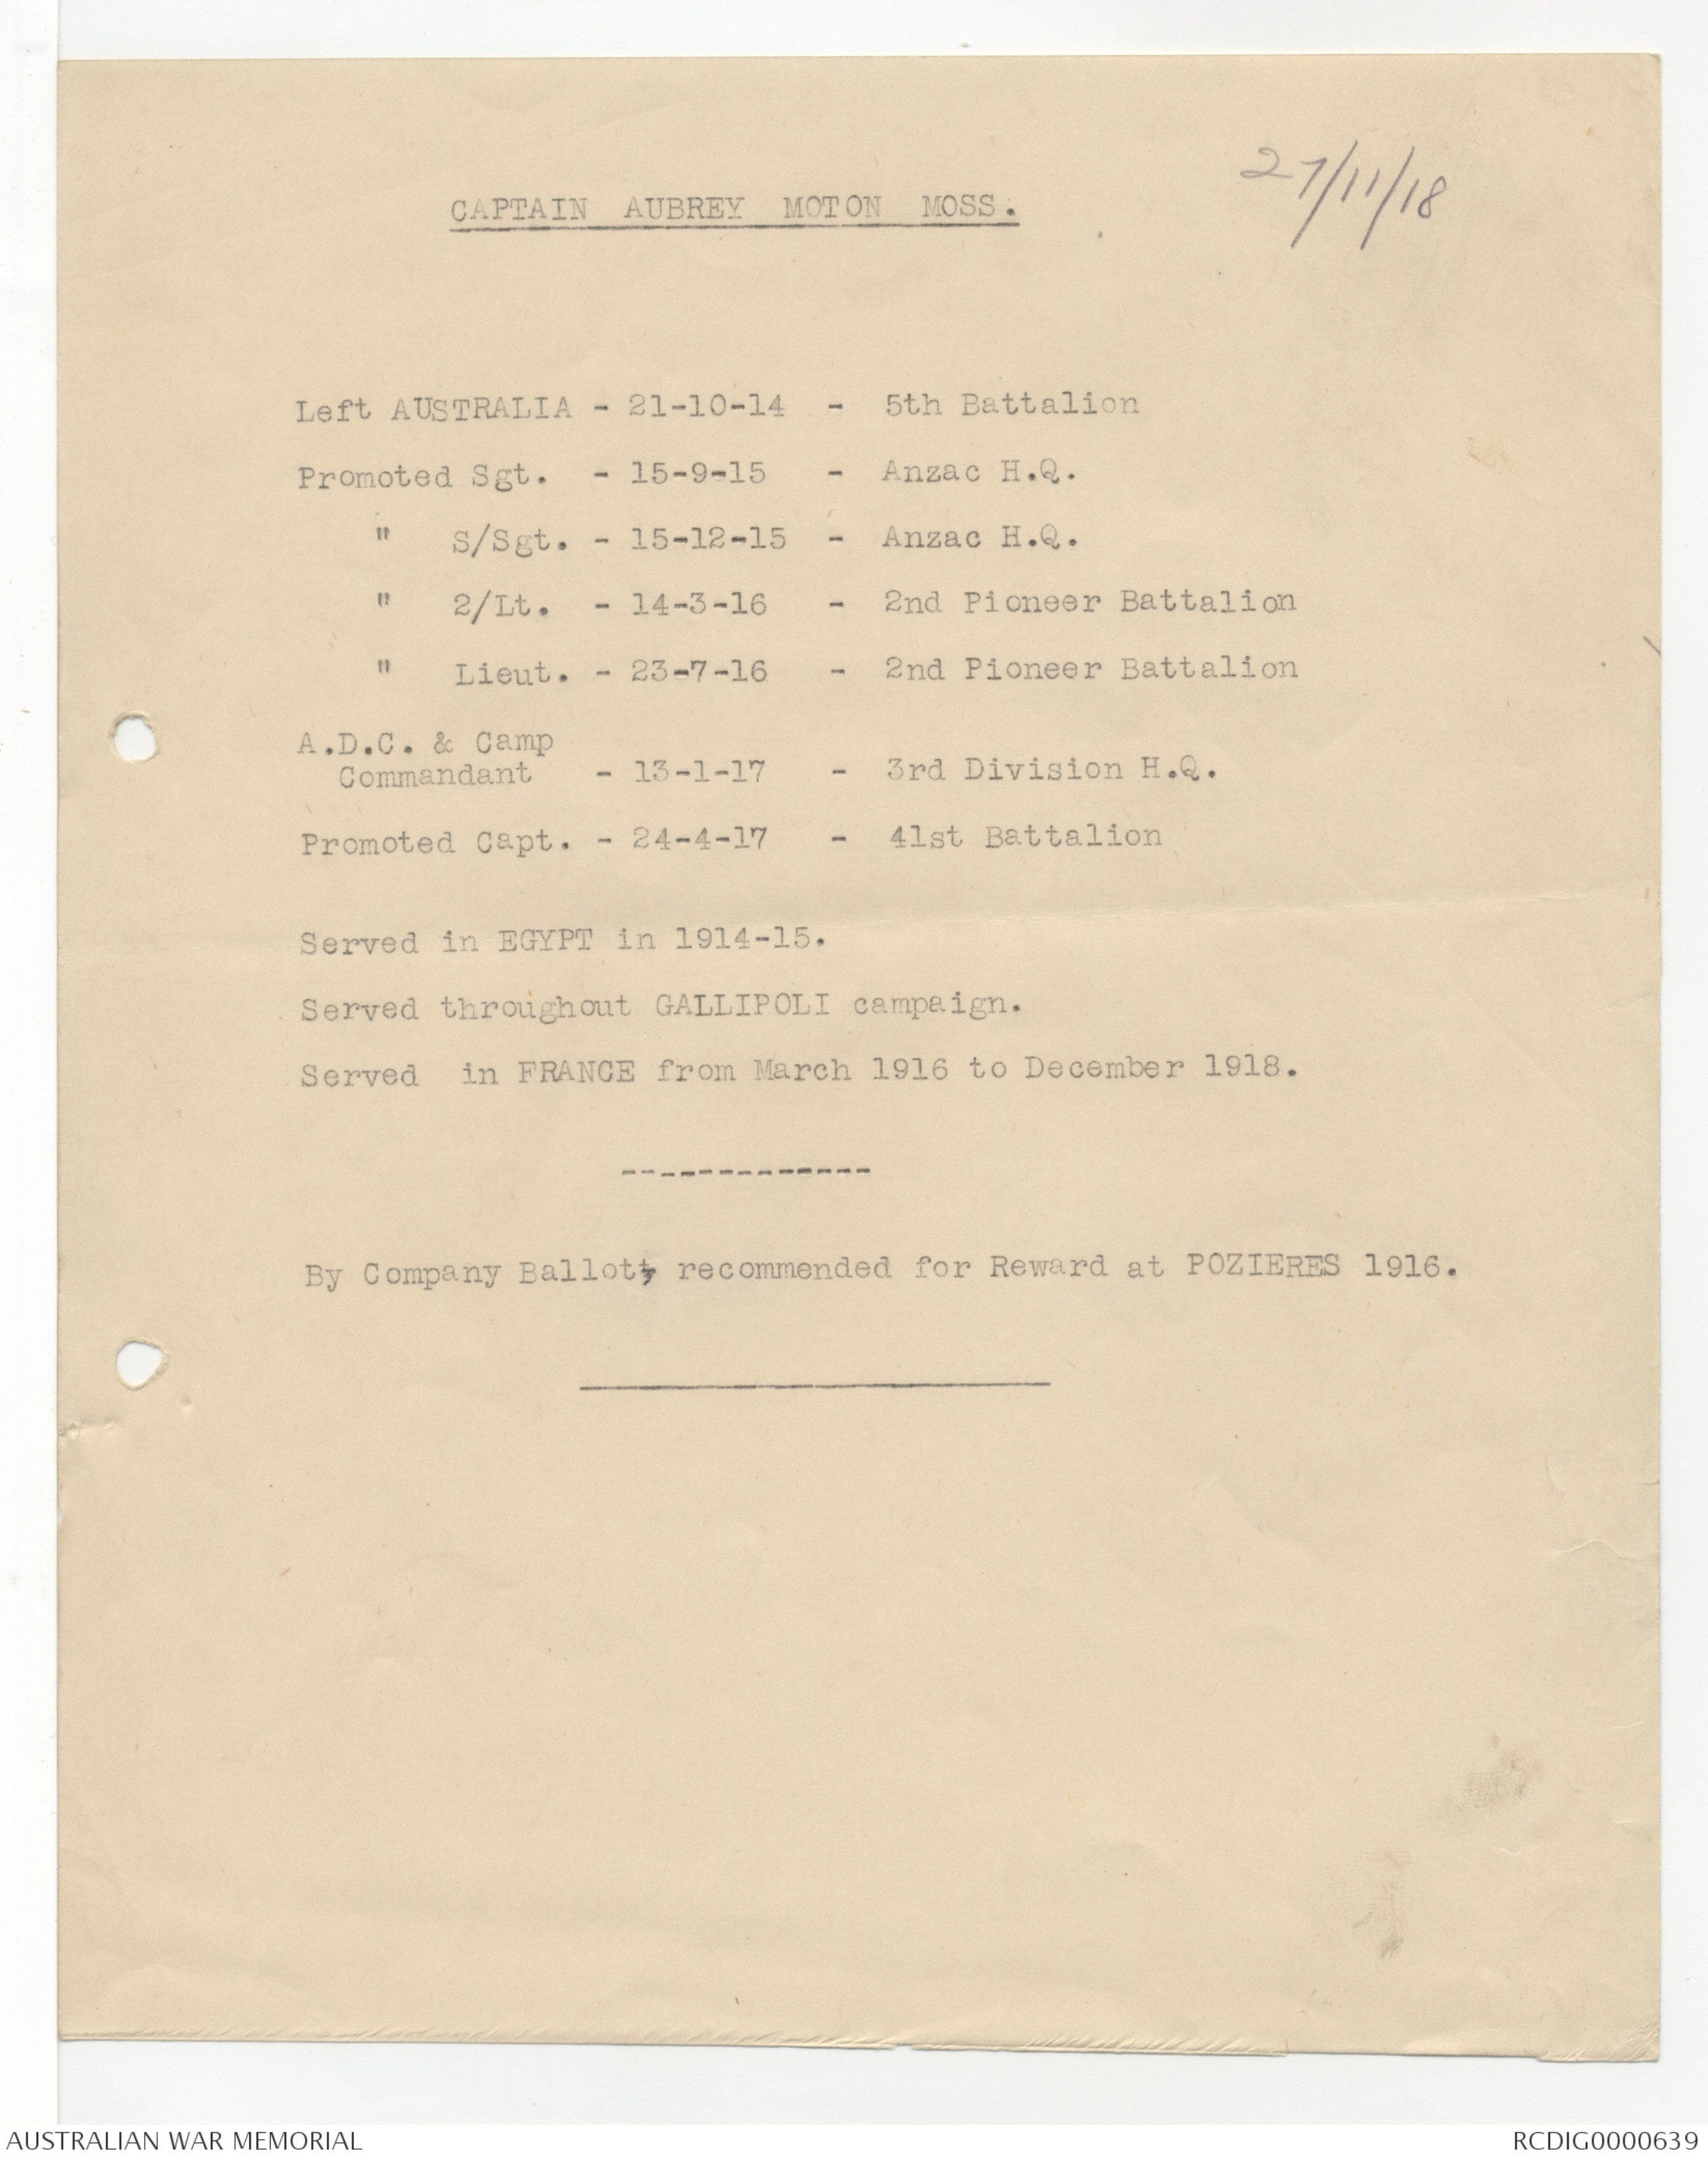 27/11/18
CAPTAIN AUBREY MOTON MOSS.
Left AUSTRALIA - 21-10-14 - 5th Battalion
Promoted Sgt. - 15-9-15 - Anzac H.Q.
" S/Sgt. - 15-12-15 - Anzac H.Q.
" 2/Lt. - 14-3-16 - 2nd Pioneer Battalion
" Lieut. - 23-7-16 - 2nd Pioneer Battalion
A.D.C. & Camp
Commandant - 13-1-17 - 3rd Division H.Q.
Promoted Capt. - 24-4-17 - 41st Battalion
Served in EGYPT in 1914-15.
Served throughout GALLIPOLI campaign.
Served in FRANCE from March 1916 to December 1918.
-------------
By Company Ballot, recommended for Reward at POZIERES 1916.
AUSTRALIAN WAR MEMORIAL
RCDIG0000639